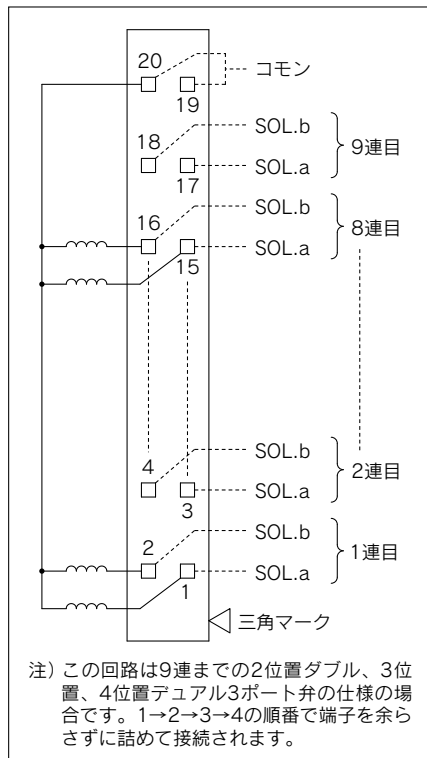 20
コモン
19
18
SOL.b
9連目
17
SOL.a
16
SOL.b
8連目
15
SOL.a
4
SOL.b
2連目
3
SOL.a
2
SOL.b
1連目
1
SOL.a
三角マーク
注）この回路は9連までの2位置ダブル、3位
置、4位置デュアル3ポート弁の仕様の場
合です。1→2→3→4の順番で端子を余ら
さずに詰めて接続されます。